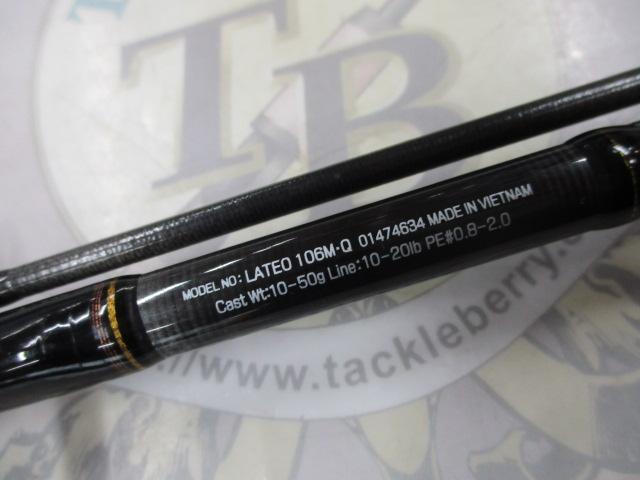 TB
MODEL NO: LATEO 106M·Q 01474634 MADE IN VIETNAM
Cast Wt:10-50g Line:10-20lb PE#0.8-2.0
//www.tackleberry.c